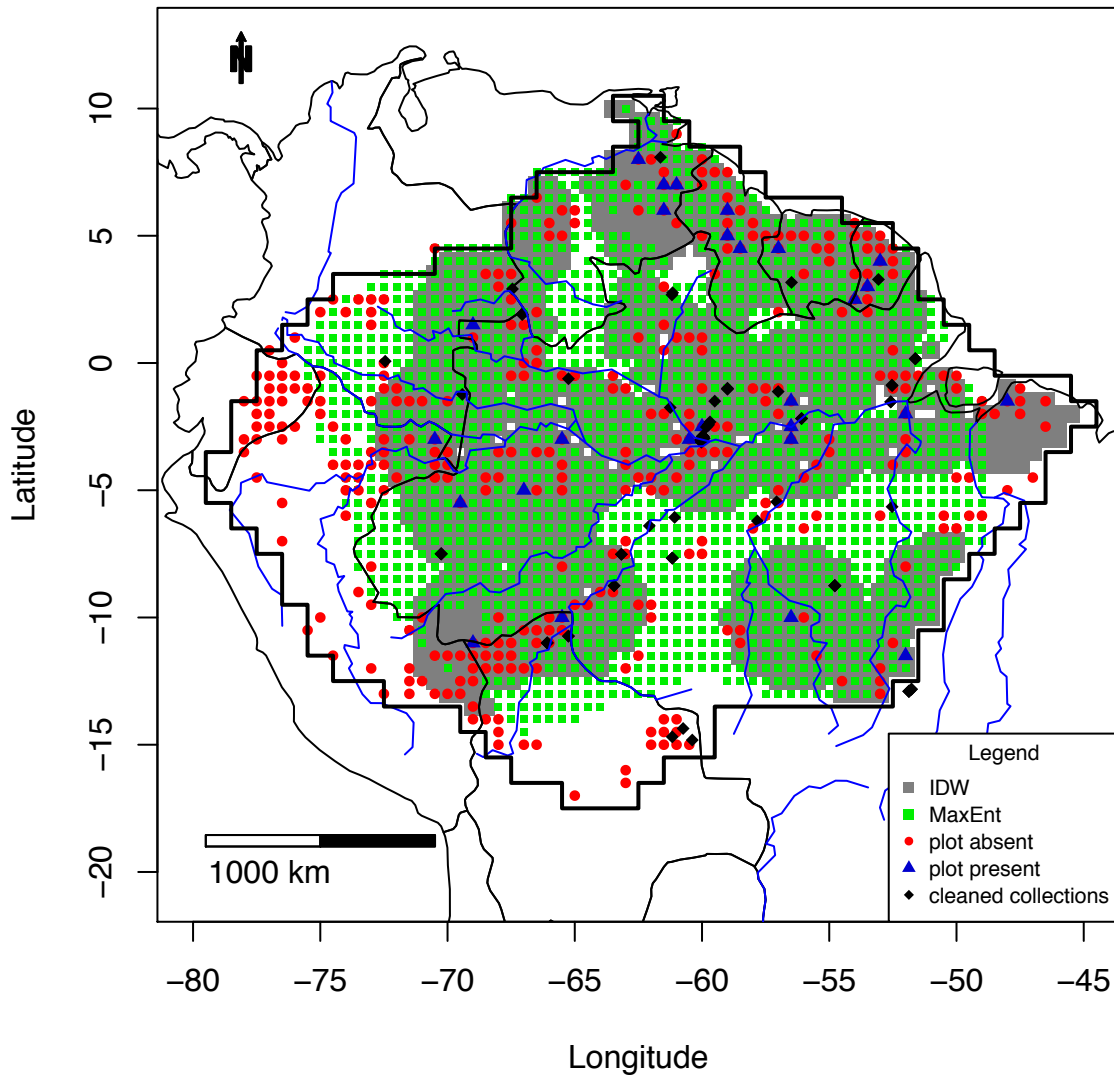 N
10
5
0
−5
−10
−15
−20
Latitude
1000 km
Legend
IDW
MaxEnt
plot absent
plot present
cleaned collections
−80 −75 −70 −65 −60 −55 −50 −45
Longitude